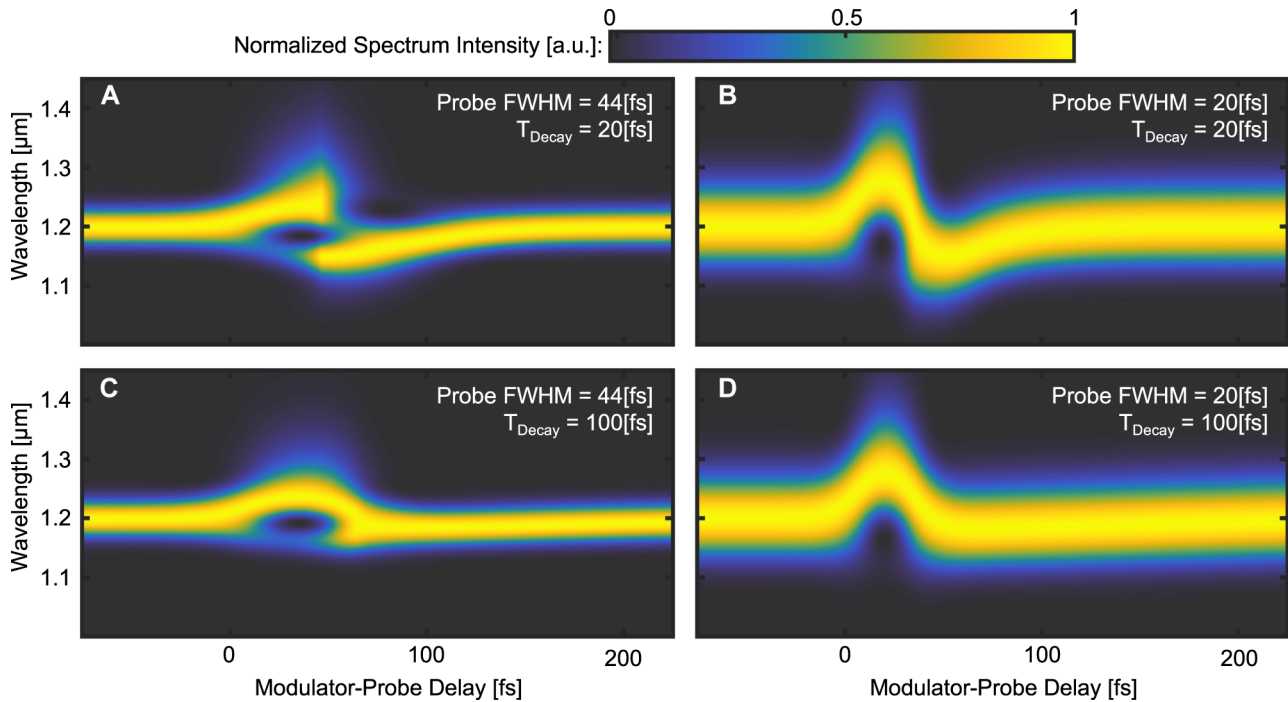 0 0.5 1
Normalized Spectrum Intensity [a.u.]:
A
Probe FWHM = 44[fs]
T_Decay = 20[fs]
B
Probe FWHM = 20[fs]
T_Decay = 20[fs]
1.4
1.3
1.2
1.1
Wavelength [µm]
C
Probe FWHM = 44[fs]
T_Decay = 100[fs]
D
Probe FWHM = 20[fs]
T_Decay = 100[fs]
1.4
1.3
1.2
1.1
Wavelength [µm]
0 100 200
0 100 200
Modulator-Probe Delay [fs]
Modulator-Probe Delay [fs]